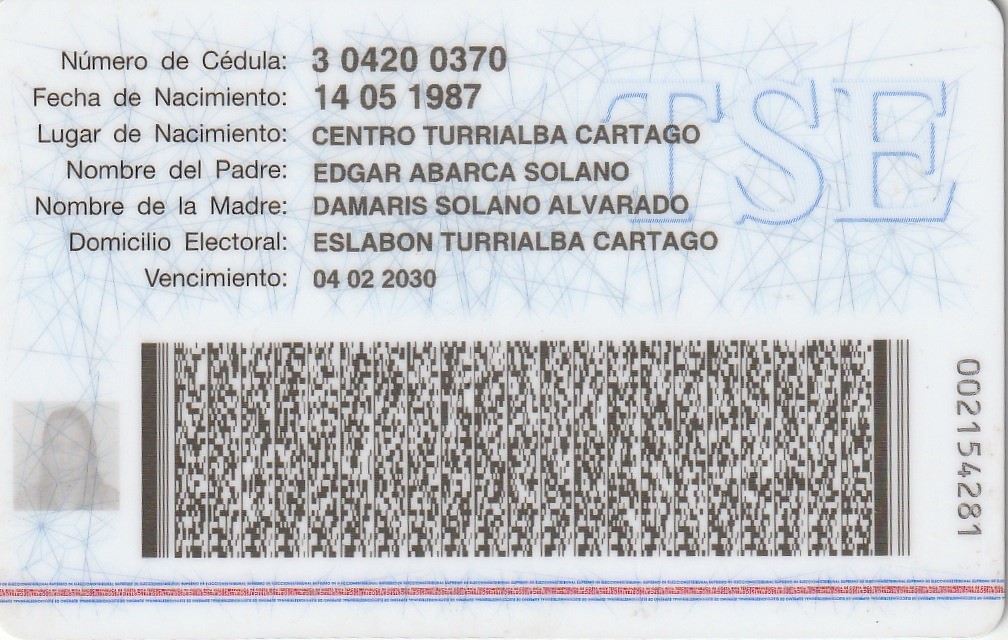 Número de Cédula: 3 0420 0370
Fecha de Nacimiento: 14 05 1987
Lugar de Nacimiento: CENTRO TURRIALBA CARTAGO
Nombre del Padre: EDGAR ABARCA SOLANO
Nombre de la Madre: DAMARIS SOLANO ALVARADO
Domicilio Electoral: ESLABON TURRIALBA CARTAGO
Vencimiento: 04 02 2030
TSE
002154281